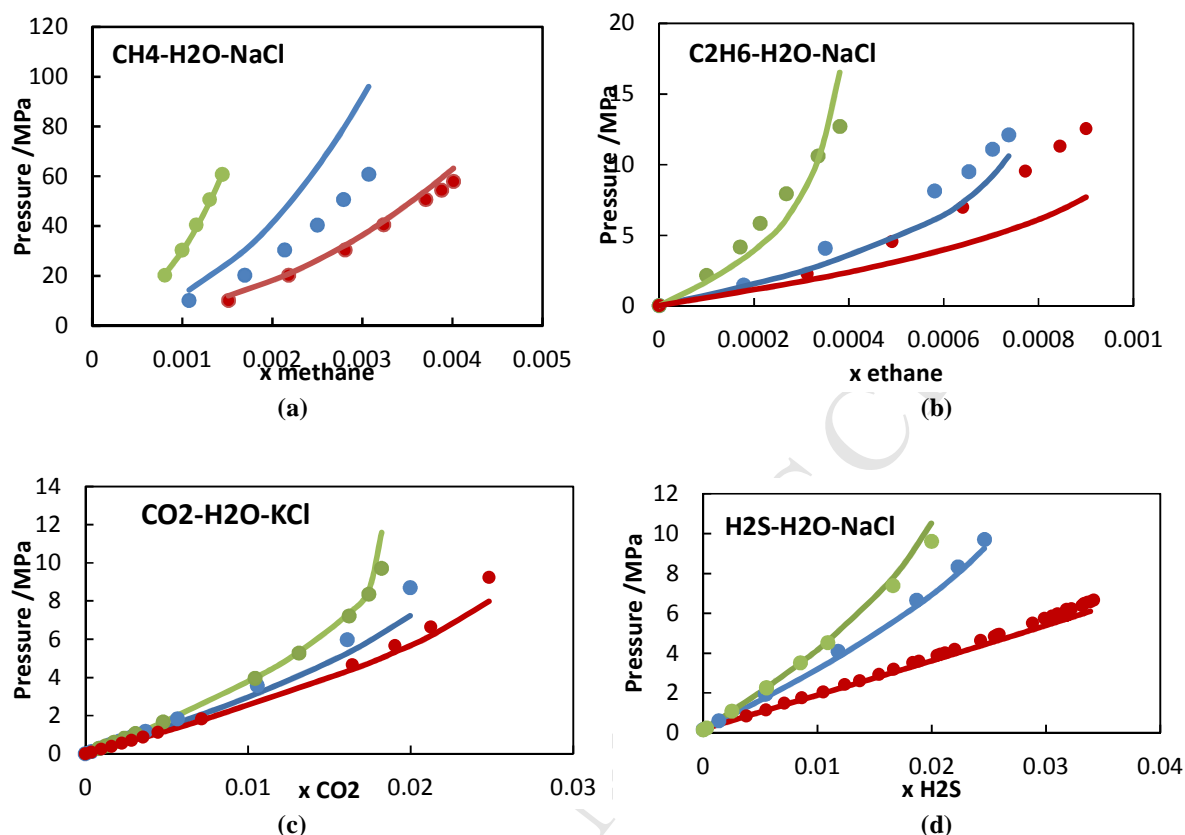 120
100
80
60
40
20
0
Pressure /MPa
CH4-H2O-NaCl
0 0.001 0.002 0.003 0.004 0.005
x methane
(a)
20
15
10
5
0
Pressure /MPa
C2H6-H2O-NaCl
0 0.0002 0.0004 0.0006 0.0008 0.001
x ethane
(b)
14
12
10
8
6
4
2
0
Pressure /MPa
CO2-H2O-KCl
0 0.01 0.02 0.03
x CO2
(c)
12
10
8
6
4
2
0
Pressure /MPa
H2S-H2O-NaCl
0 0.01 0.02 0.03 0.04
x H2S
(d)